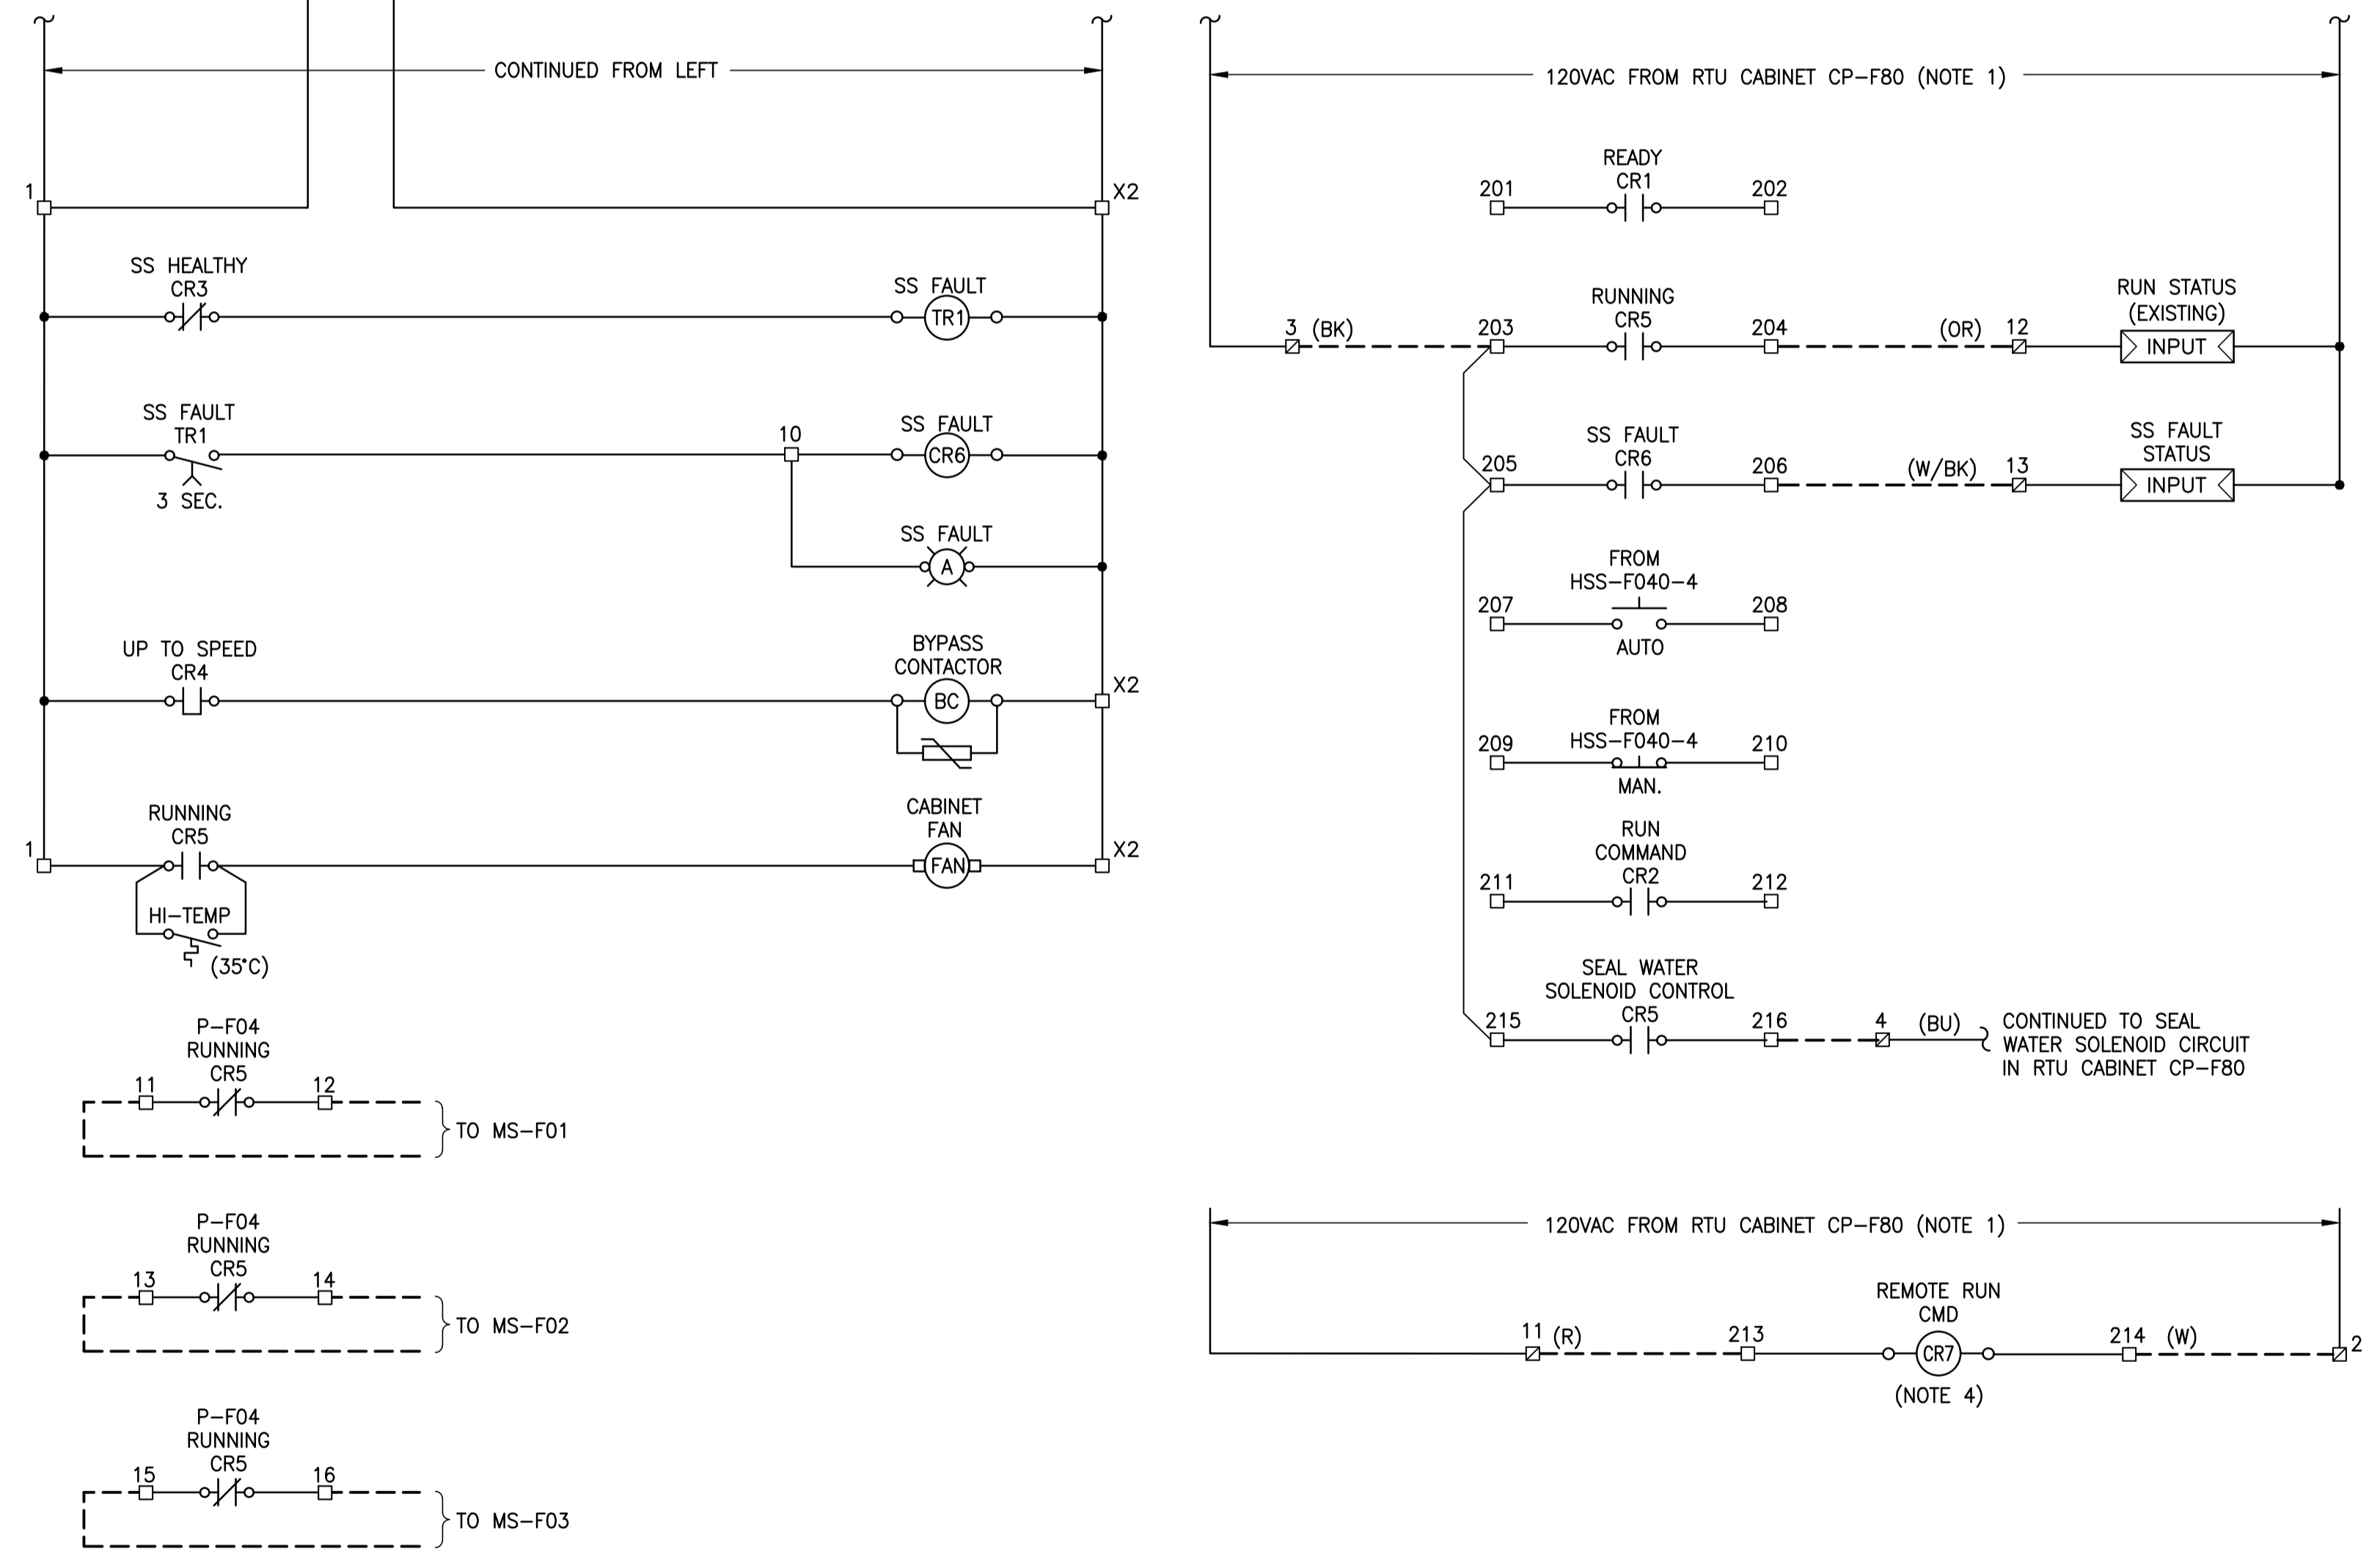 CONTINUED FROM LEFT
1
X2
SS HEALTHY
CR3
SS FAULT
TR1
SS FAULT
TR1
3 SEC.
10
SS FAULT
CR6
SS FAULT
A
UP TO SPEED
CR4
BYPASS
CONTACTOR
BC
X2
1
RUNNING
CR5
CABINET
FAN
FAN
X2
HI-TEMP
(35°C)
P-F04
RUNNING
CR5
11
12
TO MS-F01
P-F04
RUNNING
CR5
13
14
TO MS-F02
P-F04
RUNNING
CR5
15
16
TO MS-F03
120VAC FROM RTU CABINET CP-F80 (NOTE 1)
READY
CR1
201
202
3 (BK)
203
RUNNING
CR5
204
(OR)
12
RUN STATUS
(EXISTING)
INPUT
205
SS FAULT
CR6
206
(W/BK)
13
SS FAULT
STATUS
INPUT
FROM
HSS-F040-4
207
208
AUTO
FROM
HSS-F040-4
209
210
MAN.
RUN
COMMAND
CR2
211
212
SEAL WATER
SOLENOID CONTROL
CR5
215
216
4
(BU)
CONTINUED TO SEAL
WATER SOLENOID CIRCUIT
IN RTU CABINET CP-F80
120VAC FROM RTU CABINET CP-F80 (NOTE 1)
11 (R)
213
REMOTE RUN
CMD
CR7
(NOTE 4)
214 (W)
2